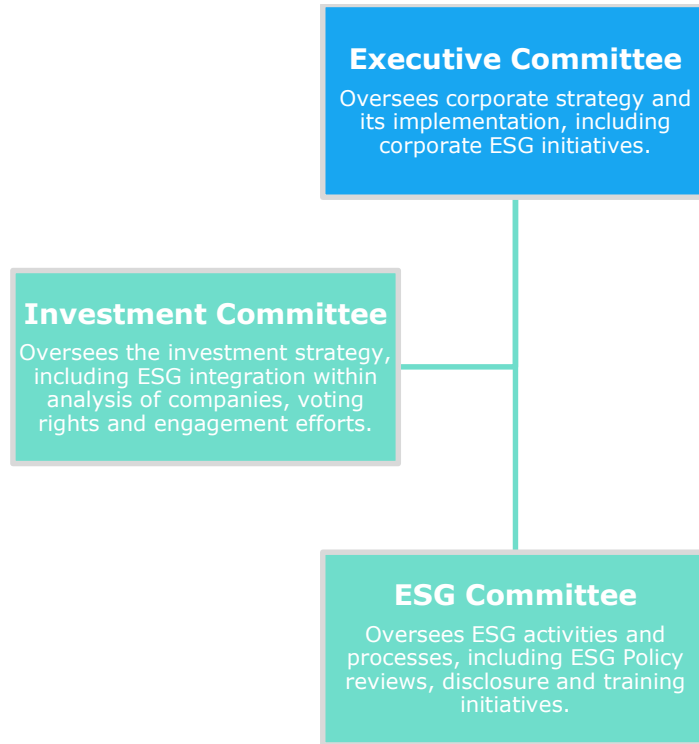 Executive Committee
Oversees corporate strategy and
its implementation, including
corporate ESG initiatives.
Investment Committee
Oversees the investment strategy,
including ESG integration within
analysis of companies, voting
rights and engagement efforts.
ESG Committee
Oversees ESG activities and
processes, including ESG Policy
reviews, disclosure and training
initiatives.